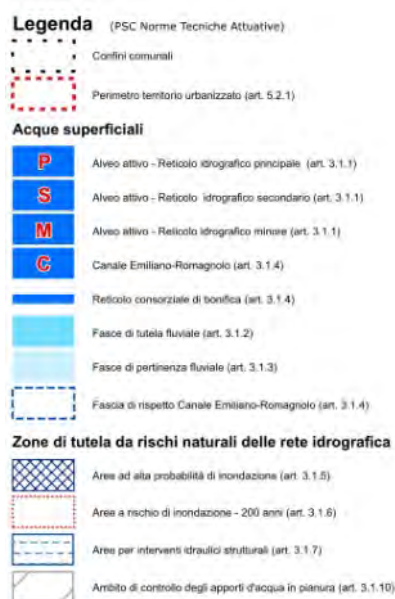 Legenda (PSC Norme Tecniche Attuative)
Confini comunali
Perimetro territorio urbanizzato (art. 5.2.1)
Acque superficiali
P Alveo attivo - Reticolo idrografico principale (art. 3.1.1)
S Alveo attivo - Reticolo idrografico secondario (art. 3.1.1)
M Alveo attivo - Reticolo idrografico minore (art. 3.1.1)
C Canale Emiliano-Romagnolo (art. 3.1.4)
Reticolo consorziale di bonifica (art. 3.1.4)
Fasce di tutela fluviale (art. 3.1.2)
Fasce di pertinenza fluviale (art. 3.1.3)
Fascia di rispetto Canale Emiliano-Romagnolo (art. 3.1.4)
Zone di tutela da rischi naturali delle rete idrografica
Aree ad alta probabilità di inondazione (art. 3.1.5)
Aree a rischio di inondazione - 200 anni (art. 3.1.6)
Aree per interventi idraulici strutturali (art. 3.1.7)
Ambito di controllo degli apporti d'acqua in pianura (art. 3.1.10)